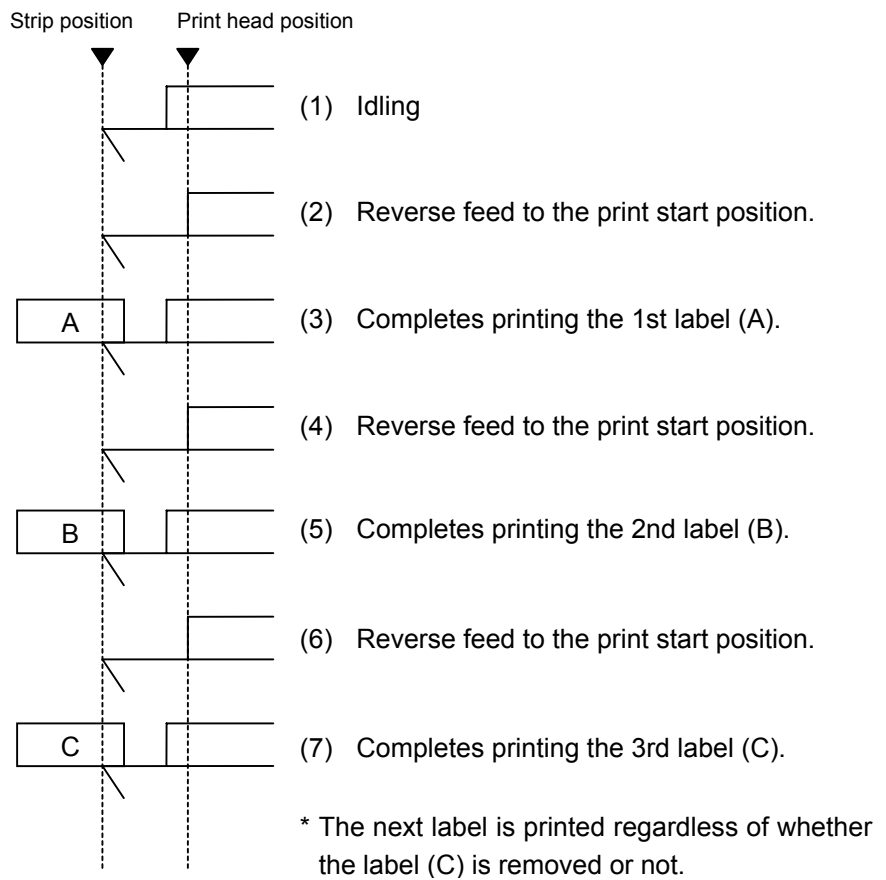 Strip position Print head position
(1) Idling
(2) Reverse feed to the print start position.
A (3) Completes printing the 1st label (A).
(4) Reverse feed to the print start position.
B (5) Completes printing the 2nd label (B).
(6) Reverse feed to the print start position.
C (7) Completes printing the 3rd label (C).
* The next label is printed regardless of whether
the label (C) is removed or not.